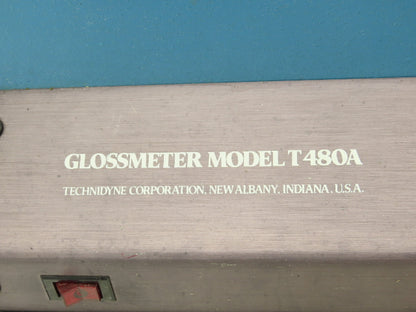 GLOSSMETER MODEL T480A
TECHNIDYNE CORPORATION, NEW ALBANY, INDIANA, U.S.A.